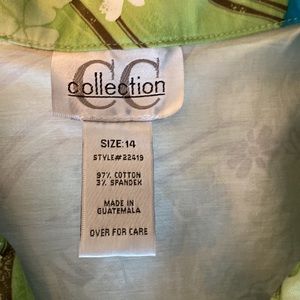 CC
collection
SIZE:14
STYLE#22419
97% COTTON
3% SPANDEX
MADE IN
GUATEMALA
OVER FOR CARE